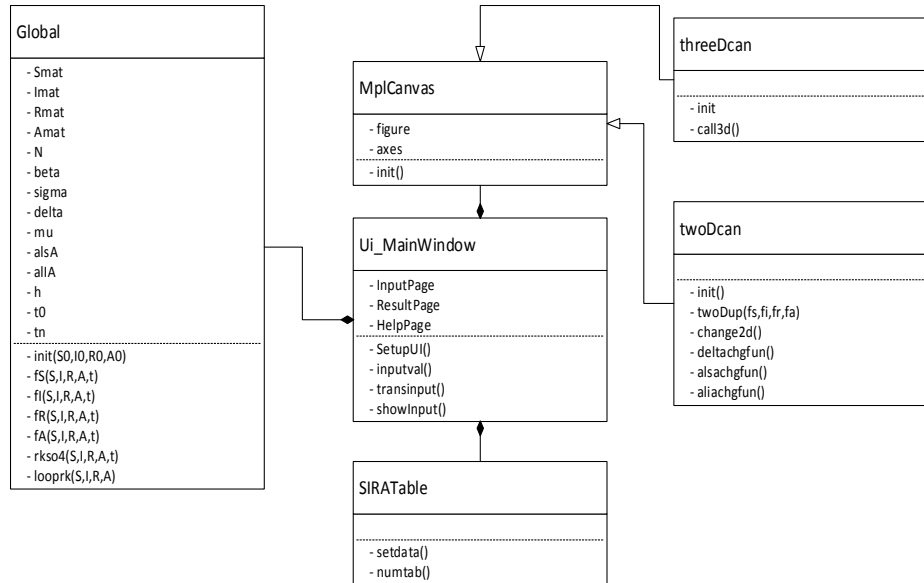 Global
- Smat
- Imat
- Rmat
- Amat
- N
- beta
- sigma
- delta
- mu
- alsA
- alIA
- h
- t0
- tn
- init(S0,I0,R0,A0)
- fS(S,I,R,A,t)
- fI(S,I,R,A,t)
- fR(S,I,R,A,t)
- fA(S,I,R,A,t)
- rkso4(S,I,R,A,t)
- looprk(S,I,R,A)
MplCanvas
- figure
- axes
- init()
Ui_MainWindow
- InputPage
- ResultPage
- HelpPage
- SetupUI()
- inputval()
- transinput()
- showInput()
SIRATable
- setdata()
- numtab()
threeDcan
- init
- call3d()
twoDcan
- init()
- twoDup(fs,fi,fr,fa)
- change2d()
- deltachgfun()
- alsachgfun()
- aliachgfun()